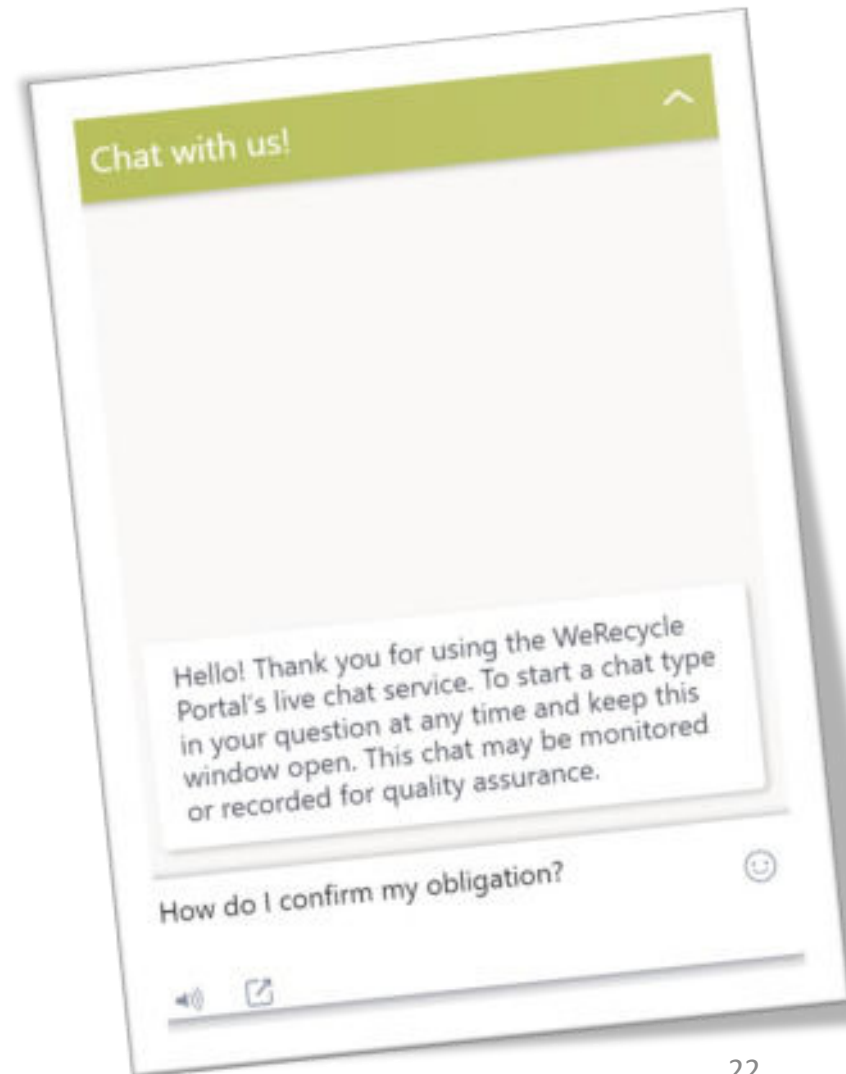 Chat with us!
Hello! Thank you for using the WeRecycle
Portal's live chat service. To start a chat type
in your question at any time and keep this
window open. This chat may be monitored
or recorded for quality assurance.
How do I confirm my obligation?
22